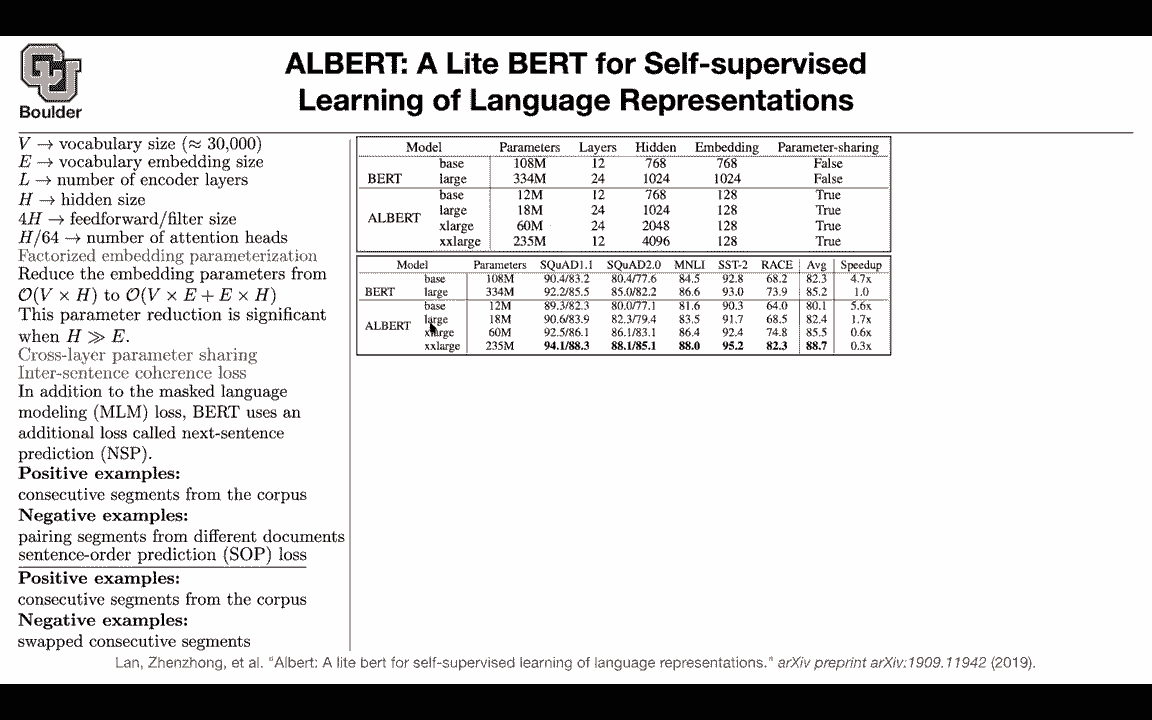 Boulder
ALBERT: A Lite BERT for Self-supervised
Learning of Language Representations
V → vocabulary size (≈ 30,000)
E → vocabulary embedding size
L → number of encoder layers
H → hidden size
4H → feedforward/filter size
H/64 → number of attention heads
Factorized embedding parameterization
Reduce the embedding parameters from
O(V × H) to O(V × E + E × H)
This parameter reduction is significant
when H ≫ E.
Cross-layer parameter sharing
Inter-sentence coherence loss
In addition to the masked language
modeling (MLM) loss, BERT uses an
additional loss called next-sentence
prediction (NSP).
Positive examples:
consecutive segments from the corpus
Negative examples:
pairing segments from different documents
sentence-order prediction (SOP) loss
Positive examples:
consecutive segments from the corpus
Negative examples:
swapped consecutive segments
Model Parameters Layers Hidden Embedding Parameter-sharing
base 108M 12 768 768 False
BERT large 334M 24 1024 1024 False
base 12M 12 768 128 True
large 18M 24 1024 128 True
ALBERT
xlarge 60M 24 2048 128 True
xxlarge 235M 12 4096 128 True
Model Parameters SQuAD1.1 SQuAD2.0 MNLI SST-2 RACE Avg Speedup
base 108M 90.4/83.2 80.4/77.6 84.5 92.8 68.2 82.3 4.7x
BERT large 334M 92.2/85.5 85.0/82.2 86.6 93.0 73.9 85.2 1.0
base 12M 89.3/82.3 80.0/77.1 81.6 90.3 64.0 80.1 5.6x
large 18M 90.6/83.9 82.3/79.4 83.5 91.7 68.5 82.4 1.7x
ALBERT
xlarge 60M 92.5/86.1 86.1/83.1 86.4 92.4 74.8 85.5 0.6x
xxlarge 235M 94.1/88.3 88.1/85.1 88.0 95.2 82.3 88.7 0.3x
Lan, Zhenzhong, et al. "Albert: A lite bert for self-supervised learning of language representations." arXiv preprint arXiv:1909.11942 (2019).